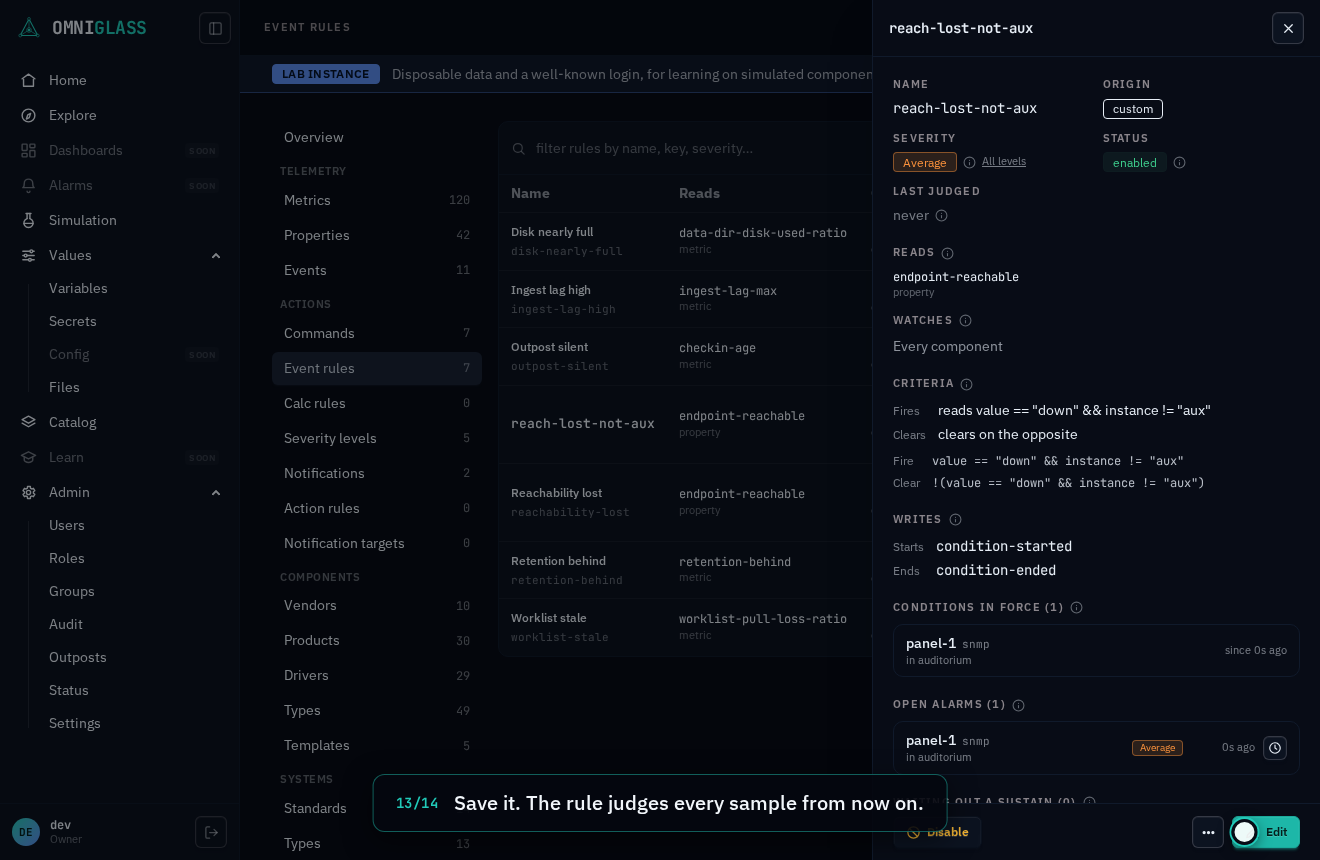 OMNIGLASS
Home
Explore
Dashboards SOON
Alarms SOON
Simulation
Values
Variables
Secrets
Config SOON
Files
Catalog
Learn SOON
Admin
Users
Roles
Groups
Audit
Outposts
Status
Settings
DE dev
Owner
EVENT RULES
LAB INSTANCE Disposable data and a well-known login, for learning on simulated componen
Overview
TELEMETRY
Metrics 120
Properties 42
Events 11
ACTIONS
Commands 7
Event rules 7
Calc rules 0
Severity levels 5
Notifications 2
Action rules 0
Notification targets 0
COMPONENTS
Vendors 10
Products 30
Drivers 29
Types 49
Templates 5
SYSTEMS
Standards
Types 13
filter rules by name, key, severity...
Name Reads
Disk nearly full data-dir-disk-used-ratio
disk-nearly-full metric
Ingest lag high ingest-lag-max
ingest-lag-high metric
Outpost silent checkin-age
outpost-silent metric
reach-lost-not-aux endpoint-reachable
property
Reachability lost endpoint-reachable
reachability-lost property
Retention behind retention-behind
retention-behind metric
Worklist stale worklist-pull-loss-ratio
worklist-stale metric
reach-lost-not-aux
NAME ORIGIN
reach-lost-not-aux custom
SEVERITY STATUS
Average All levels enabled
LAST JUDGED
never
READS
endpoint-reachable
property
WATCHES
Every component
CRITERIA
Fires reads value == "down" && instance != "aux"
Clears clears on the opposite
Fire value == "down" && instance != "aux"
Clear !(value == "down" && instance != "aux")
WRITES
Starts condition-started
Ends condition-ended
CONDITIONS IN FORCE (1)
panel-1 snmp since 0s ago
in auditorium
OPEN ALARMS (1)
panel-1 snmp Average 0s ago
in auditorium
OUT A SUSTAIN (0)
Disable Edit
13/14 Save it. The rule judges every sample from now on.